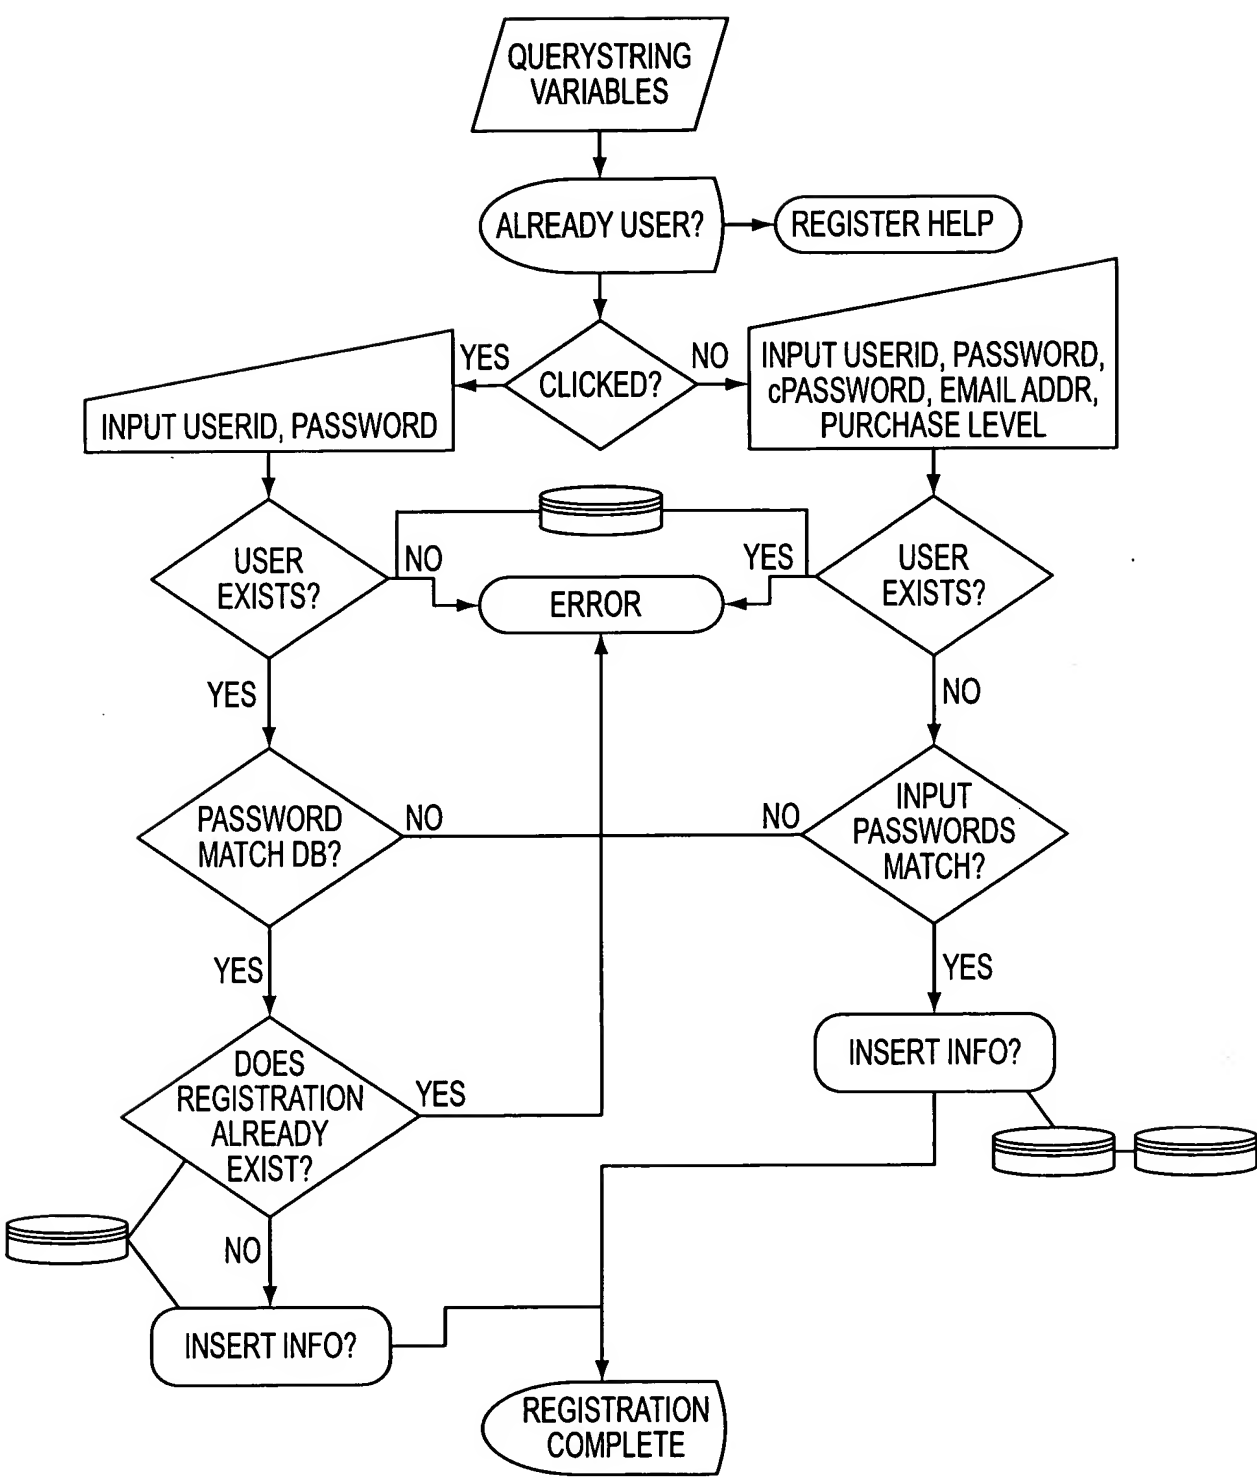 QUERYSTRING
VARIABLES
ALREADY USER?
REGISTER HELP
YES
CLICKED?
NO
INPUT USERID, PASSWORD
INPUT USERID, PASSWORD,
cPASSWORD, EMAIL ADDR,
PURCHASE LEVEL
USER
EXISTS?
NO
ERROR
YES
USER
EXISTS?
YES
NO
PASSWORD
MATCH DB?
NO
NO
INPUT
PASSWORDS
MATCH?
YES
YES
DOES
REGISTRATION
ALREADY
EXIST?
YES
INSERT INFO?
NO
INSERT INFO?
REGISTRATION
COMPLETE